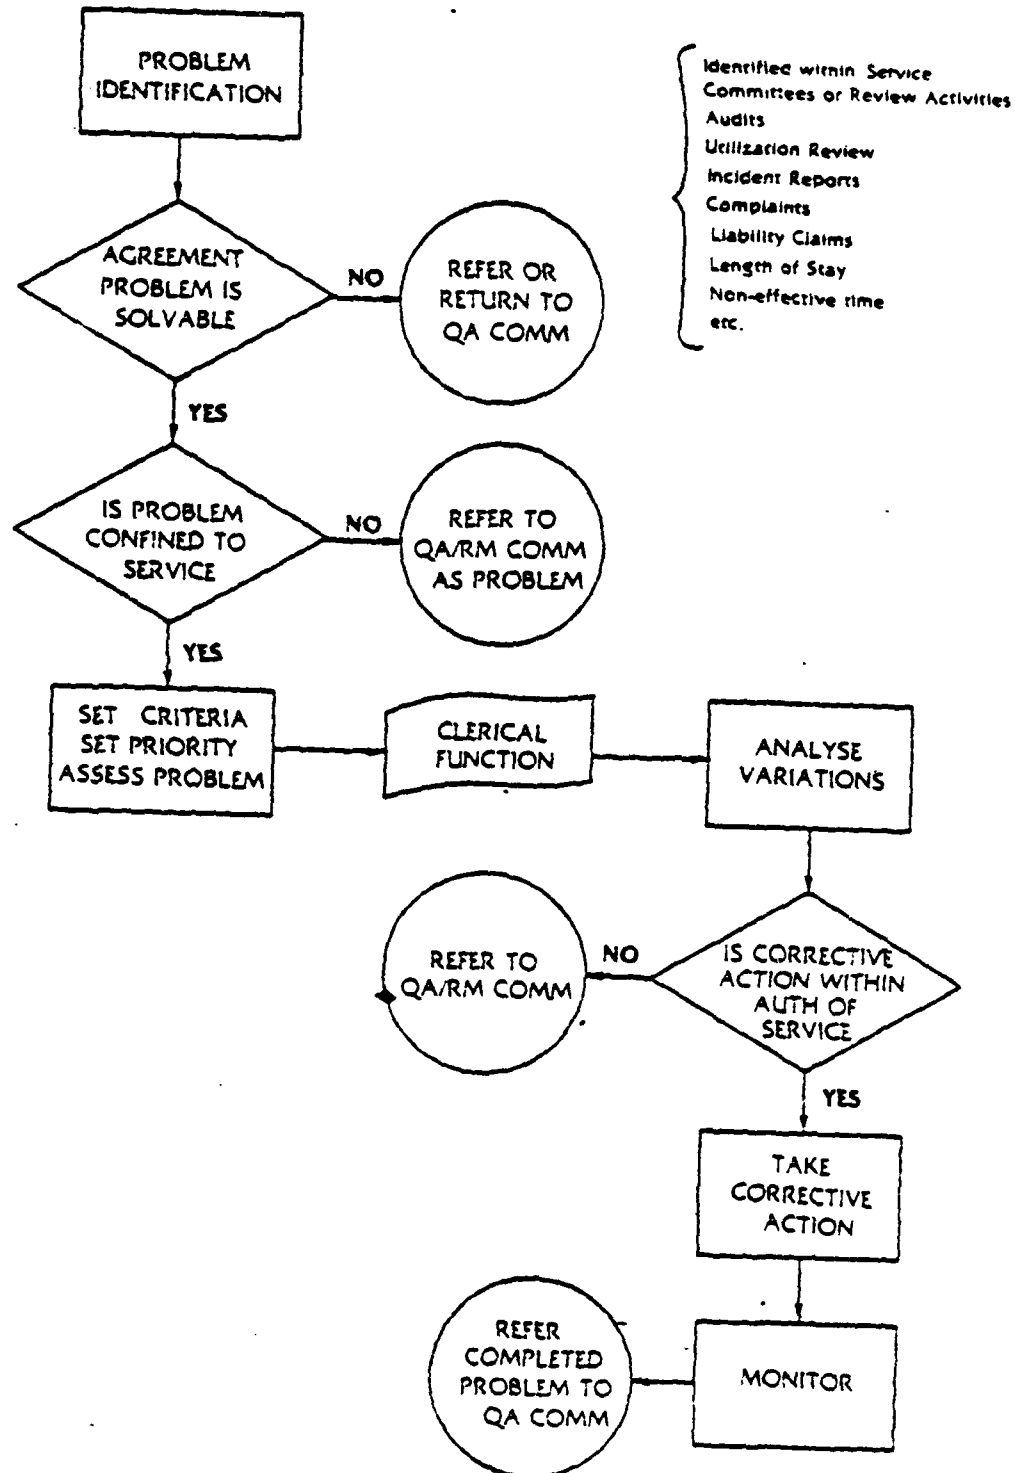 PROBLEM
IDENTIFICATION
Identified within Service
Committees or Review Activities
Audits
Utilization Review
Incident Reports
Complaints
Liability Claims
Length of Stay
Non-effective time
etc.
AGREEMENT
PROBLEM IS
SOLVABLE
NO
REFER OR
RETURN TO
QA COMM
YES
IS PROBLEM
CONFINED TO
SERVICE
NO
REFER TO
QA/RM COMM
AS PROBLEM
YES
SET CRITERIA
SET PRIORITY
ASSESS PROBLEM
CLERICAL
FUNCTION
ANALYSE
VARIATIONS
IS CORRECTIVE
ACTION WITHIN
AUTH OF
SERVICE
NO
REFER TO
QA/RM COMM
YES
TAKE
CORRECTIVE
ACTION
MONITOR
REFER
COMPLETED
PROBLEM TO
QA COMM